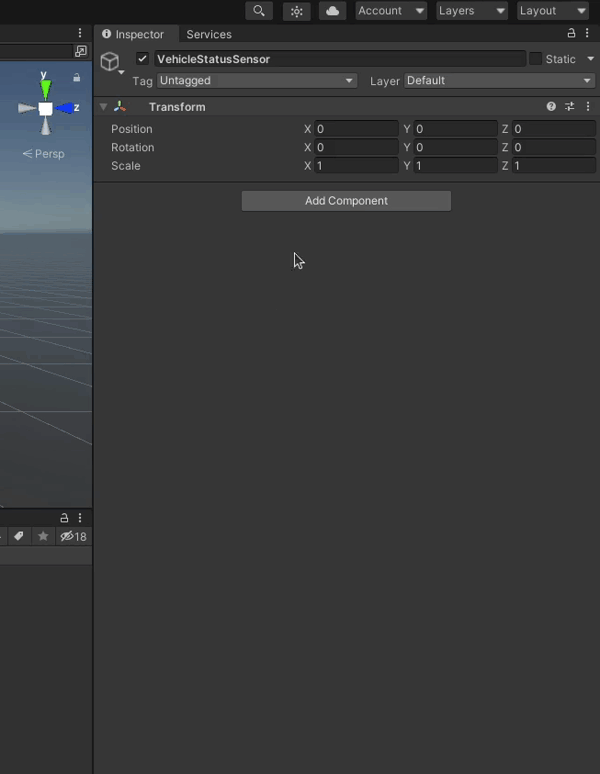 Account Layers Layout
Inspector Services
VehicleStatusSensor Static
Tag Untagged Layer Default
Transform
Position X 0 Y 0 Z 0
Rotation X 0 Y 0 Z 0
Scale X 1 Y 1 Z 1
Add Component
y
z
Persp
18